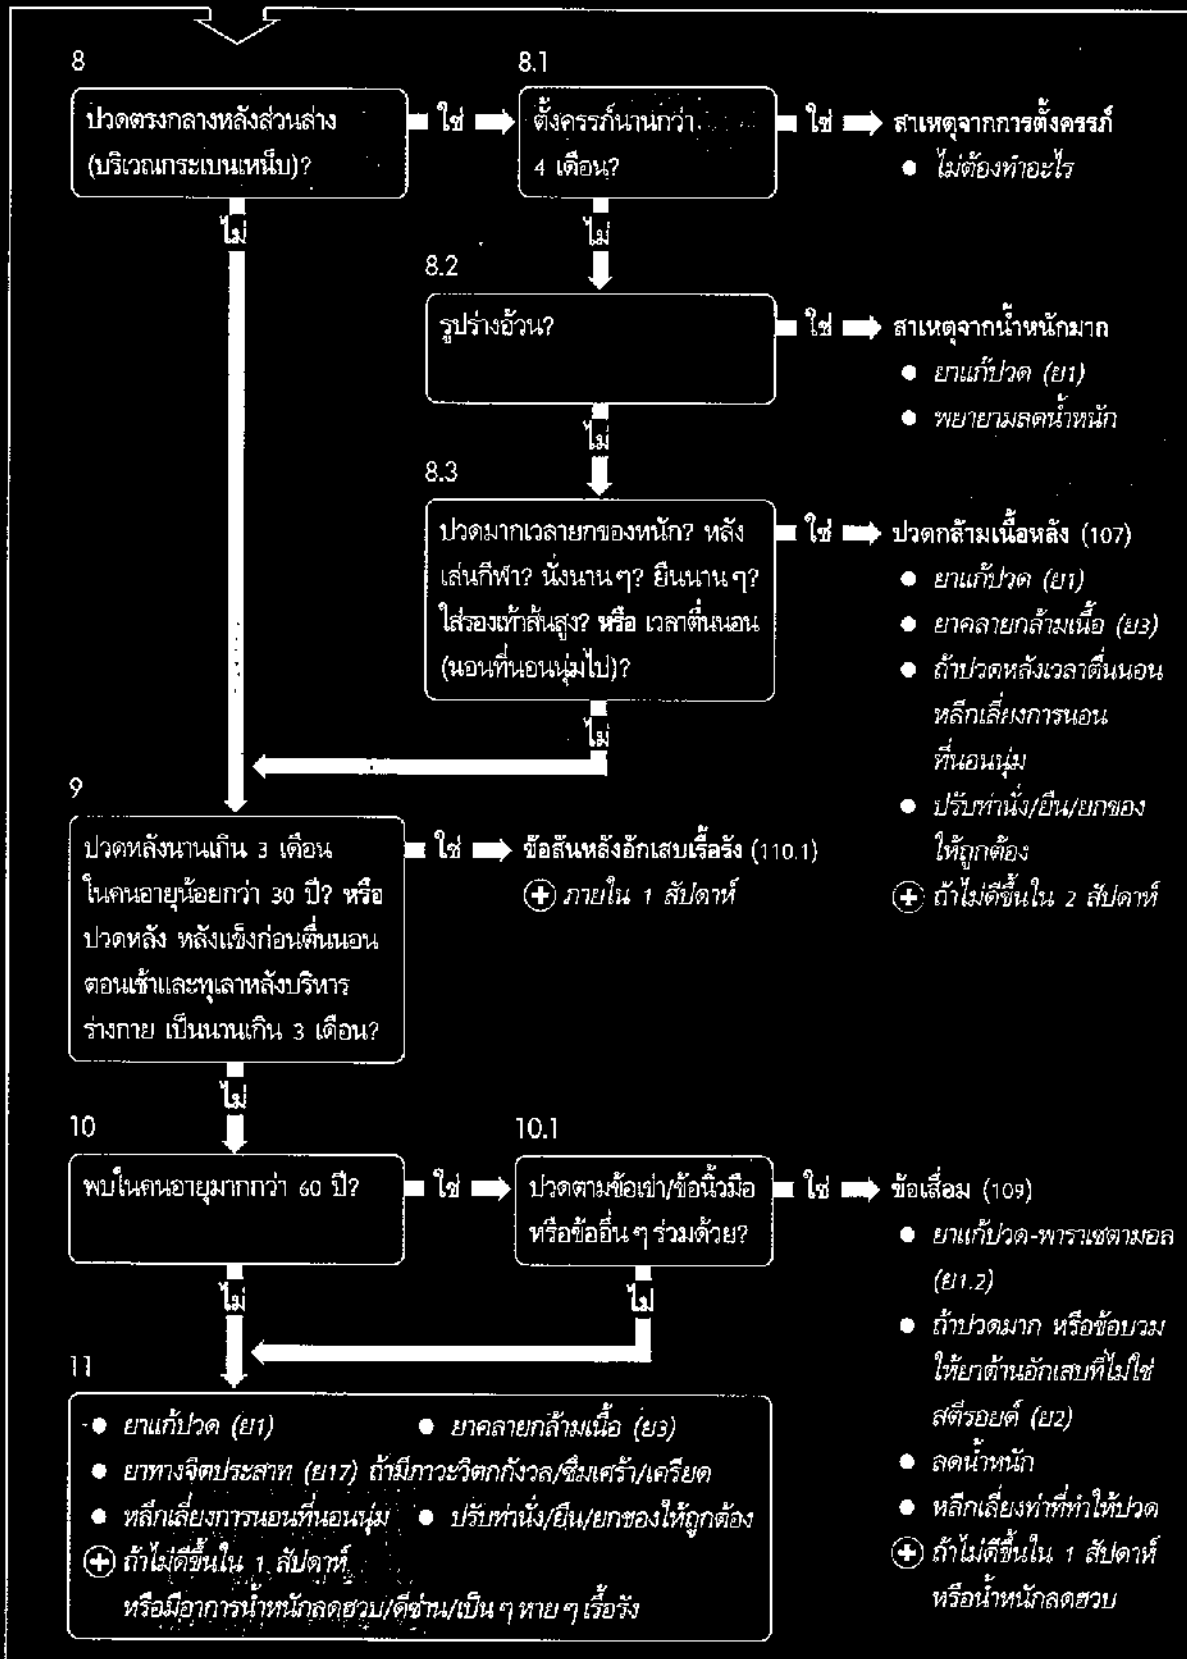 8
ปวดตรงกลางหลังส่วนล่าง
(บริเวณกระเบนเหน็บ)?
ใช่
8.1
ตั้งครรภ์นานกว่า
4 เดือน?
ใช่
สาเหตุจากการตั้งครรภ์
● ไม่ต้องทำอะไร
ไม่
ไม่
8.2
รูปร่างอ้วน?
ใช่
สาเหตุจากน้ำหนักมาก
● ยาแก้ปวด (ย1)
● พยายามลดน้ำหนัก
ไม่
8.3
ปวดมากเวลายกของหนัก? หลัง
เล่นกีฬา? นั่งนาน ๆ? ยืนนาน ๆ?
ใส่รองเท้าส้นสูง? หรือ เวลาตื่นนอน
(นอนที่นอนนุ่มไป)?
ใช่
ปวดกล้ามเนื้อหลัง (107)
● ยาแก้ปวด (ย1)
● ยาคลายกล้ามเนื้อ (ย3)
● ถ้าปวดหลังเวลาตื่นนอน
หลีกเลี่ยงการนอน
ที่นอนนุ่ม
● ปรับท่านั่ง/ยืน/ยกของ
ให้ถูกต้อง
⊕ ถ้าไม่ดีขึ้นใน 2 สัปดาห์
ไม่
9
ปวดหลังนานเกิน 3 เดือน
ในคนอายุน้อยกว่า 30 ปี? หรือ
ปวดหลัง หลังแข็งก่อนตื่นนอน
ตอนเช้าและทุเลาหลังบริหาร
ร่างกาย เป็นนานเกิน 3 เดือน?
ใช่
ข้อสันหลังอักเสบเรื้อรัง (110.1)
⊕ ภายใน 1 สัปดาห์
ไม่
10
พบในคนอายุมากกว่า 60 ปี?
ใช่
10.1
ปวดตามข้อเข่า/ข้อนิ้วมือ
หรือข้ออื่น ๆ ร่วมด้วย?
ใช่
ข้อเสื่อม (109)
● ยาแก้ปวด-พาราเซตามอล
(ย1.2)
● ถ้าปวดมาก หรือข้อบวม
ให้ยาต้านอักเสบที่ไม่ใช่
สตีรอยด์ (ย2)
● ลดน้ำหนัก
● หลีกเลี่ยงท่าที่ทำให้ปวด
⊕ ถ้าไม่ดีขึ้นใน 1 สัปดาห์
หรือน้ำหนักลดฮวบ
ไม่
ไม่
11
● ยาแก้ปวด (ย1) ● ยาคลายกล้ามเนื้อ (ย3)
● ยาทางจิตประสาท (ย17) ถ้ามีภาวะวิตกกังวล/ซึมเศร้า/เครียด
● หลีกเลี่ยงการนอนที่นอนนุ่ม ● ปรับท่านั่ง/ยืน/ยกของให้ถูกต้อง
⊕ ถ้าไม่ดีขึ้นใน 1 สัปดาห์
หรือมีอาการน้ำหนักลดฮวบ/ดีซ่าน/เป็น ๆ หาย ๆ เรื้อรัง